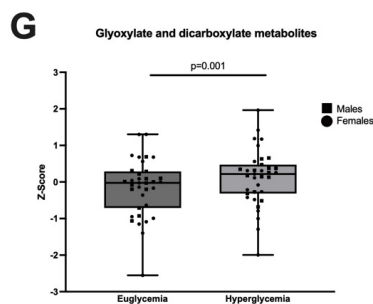 G
Glyoxylate and dicarboxylate metabolites
p=0.001
Males
Females
Z-Score
3
2
1
0
-1
-2
-3
Euglycemia Hyperglycemia